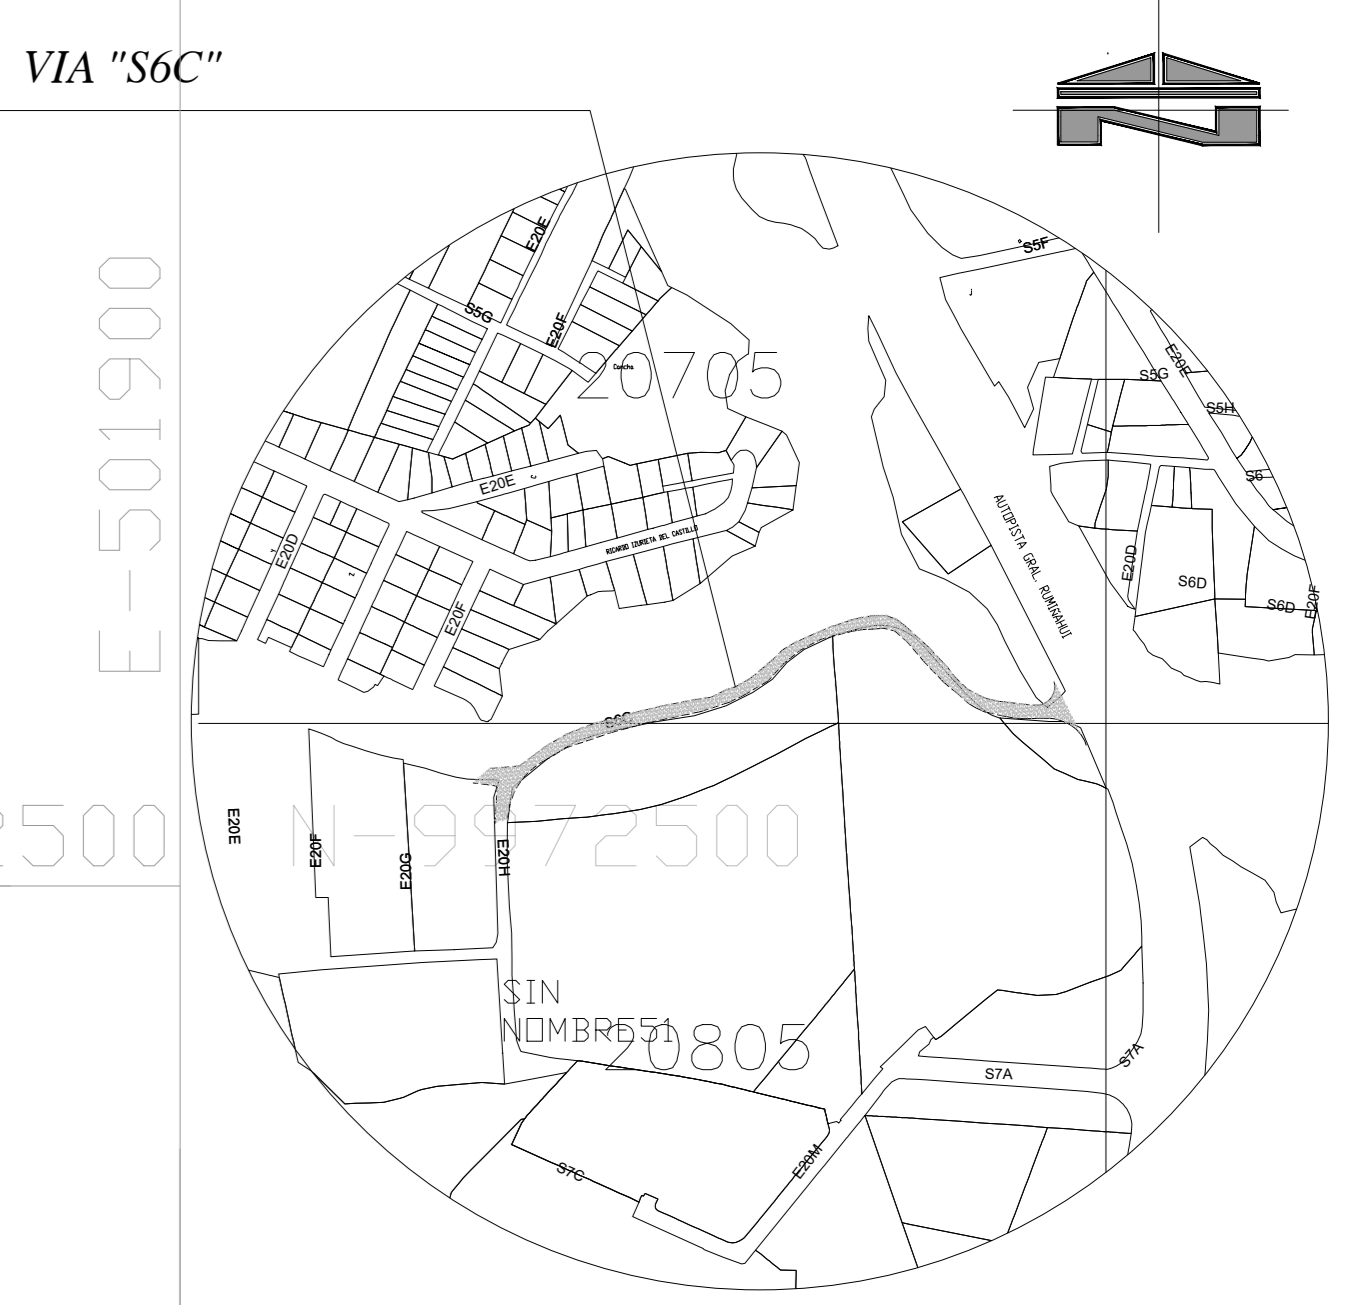 VIA "S6C"
E20E
S5F
E-501900
S5G
E20F
20705
Concha
E20E
S5G
S5H
S6
E20E
AUTOPISTA GRAL. RUMIÑAHUI
RICARDO IZURIETA DEL CASTILLO
E20D
E20D
S6D
S6D
E20F
E20F
S6C
2500
N-9972500
E20E
E20F
E20G
E20H
SIN
NOMBRE51
20805
S7A
S7A
E20M
S7C